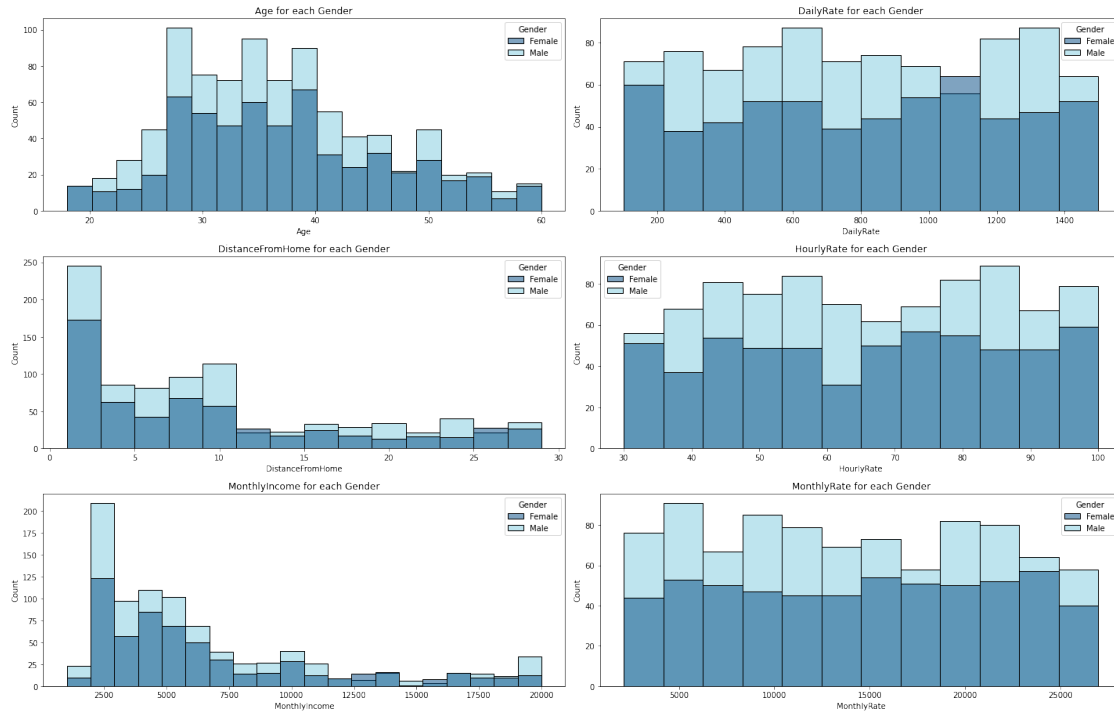 Age for each Gender
Gender
Female
Male
100
80
60
40
20
0
Count
20
30
40
50
60
Age
DailyRate for each Gender
Gender
Female
Male
80
60
40
20
0
Count
200
400
600
800
1000
1200
1400
DailyRate
DistanceFromHome for each Gender
Gender
Female
Male
250
200
150
100
50
0
Count
0
5
10
15
20
25
30
DistanceFromHome
HourlyRate for each Gender
Gender
Female
Male
80
60
40
20
0
Count
30
40
50
60
70
80
90
100
HourlyRate
MonthlyIncome for each Gender
Gender
Female
Male
200
175
150
125
100
75
50
25
0
Count
2500
5000
7500
10000
12500
15000
17500
20000
MonthlyIncome
MonthlyRate for each Gender
Gender
Female
Male
80
60
40
20
0
Count
5000
10000
15000
20000
25000
MonthlyRate